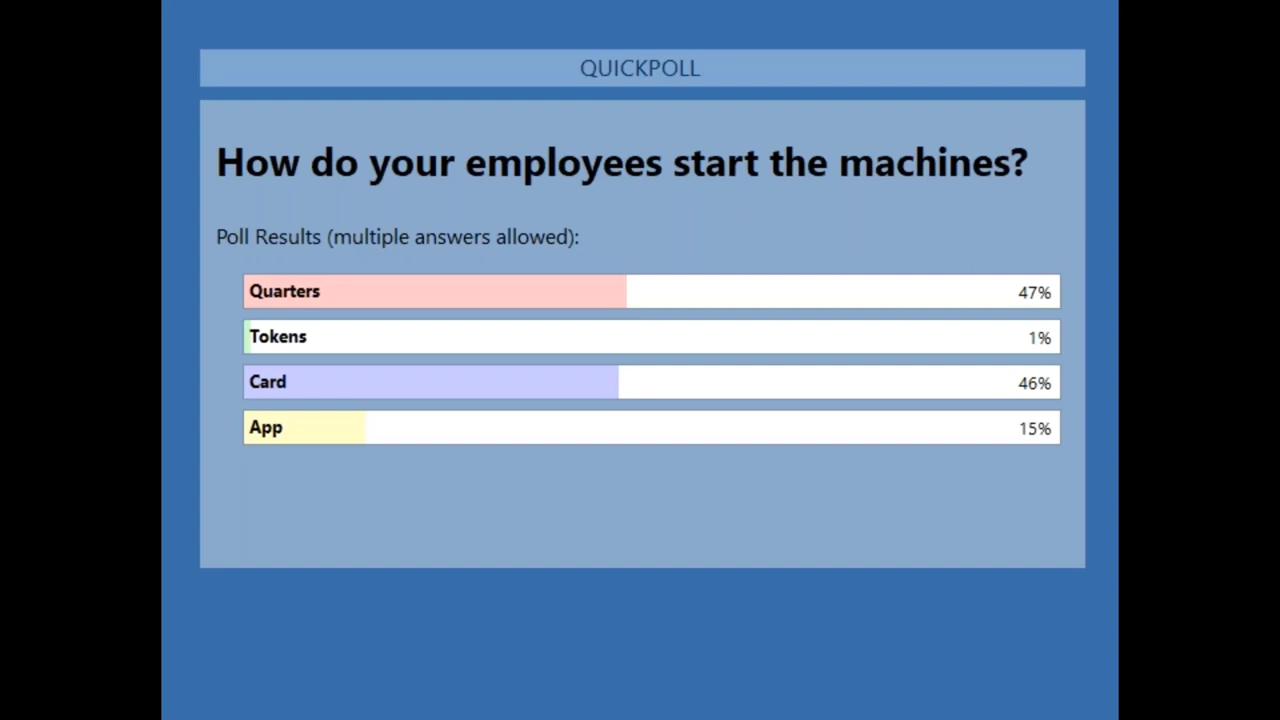 QUICKPOLL
How do your employees start the machines?
Poll Results (multiple answers allowed):
Quarters 47%
Tokens 1%
Card 46%
App 15%